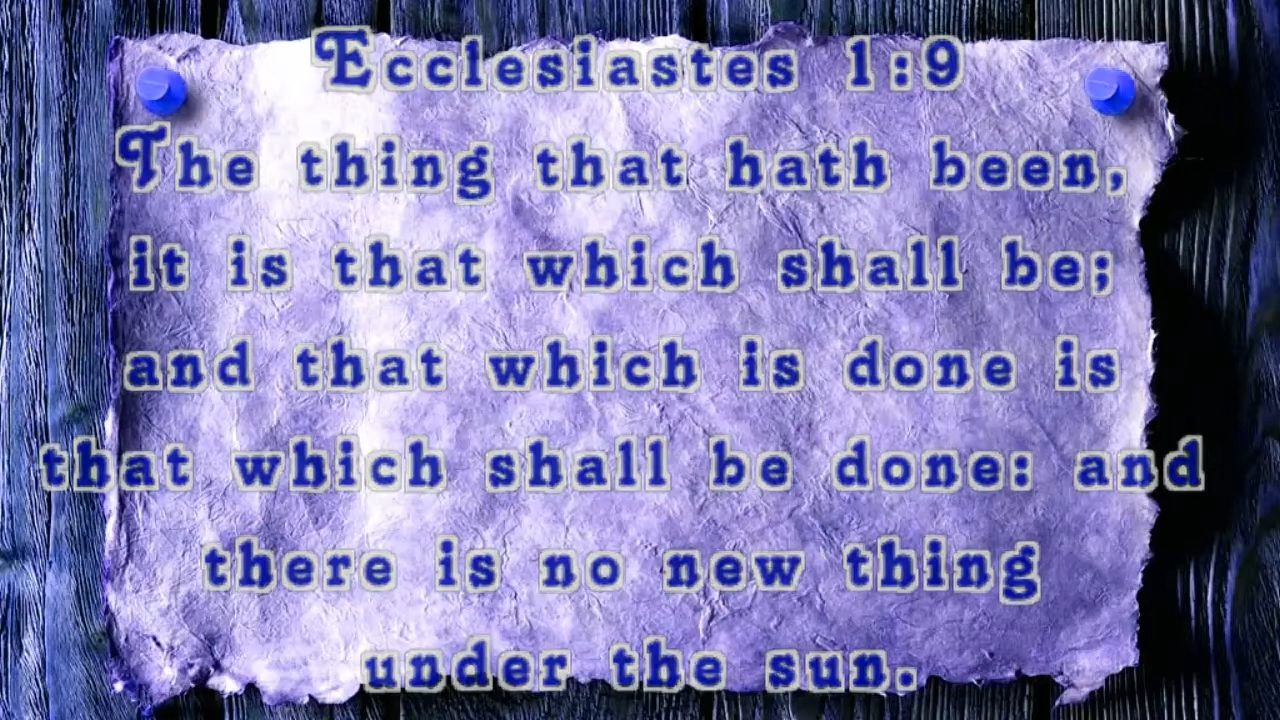 Ecclesiastes 1:9
The thing that hath been,
it is that which shall be;
and that which is done is
that which shall be done: and
there is no new thing
under the sun.